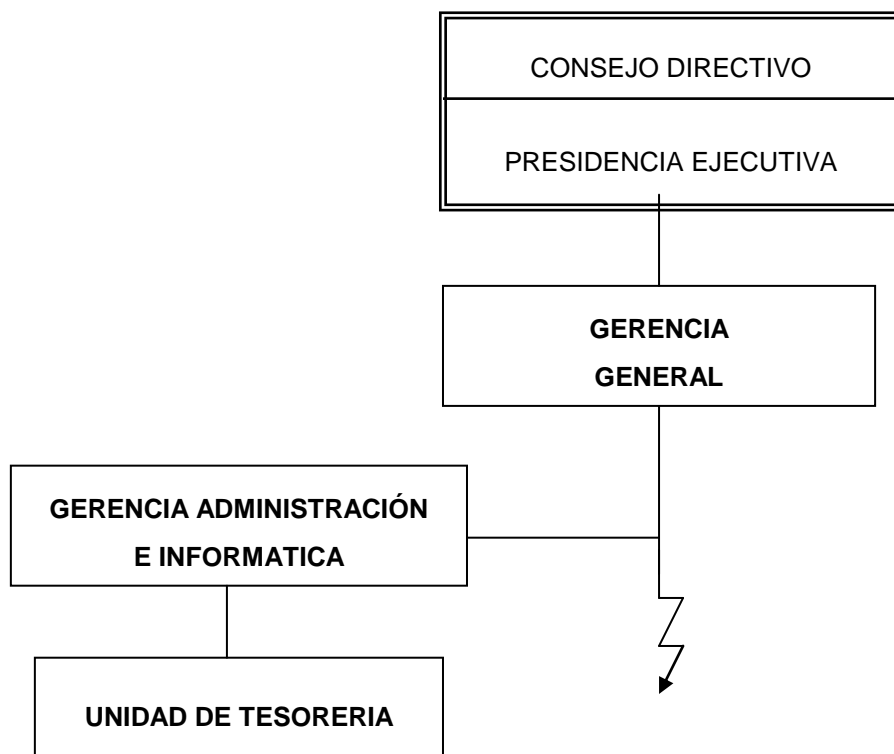 CONSEJO DIRECTIVO
PRESIDENCIA EJECUTIVA
GERENCIA
GENERAL
GERENCIA ADMINISTRACIÓN
E INFORMATICA
UNIDAD DE TESORERIA